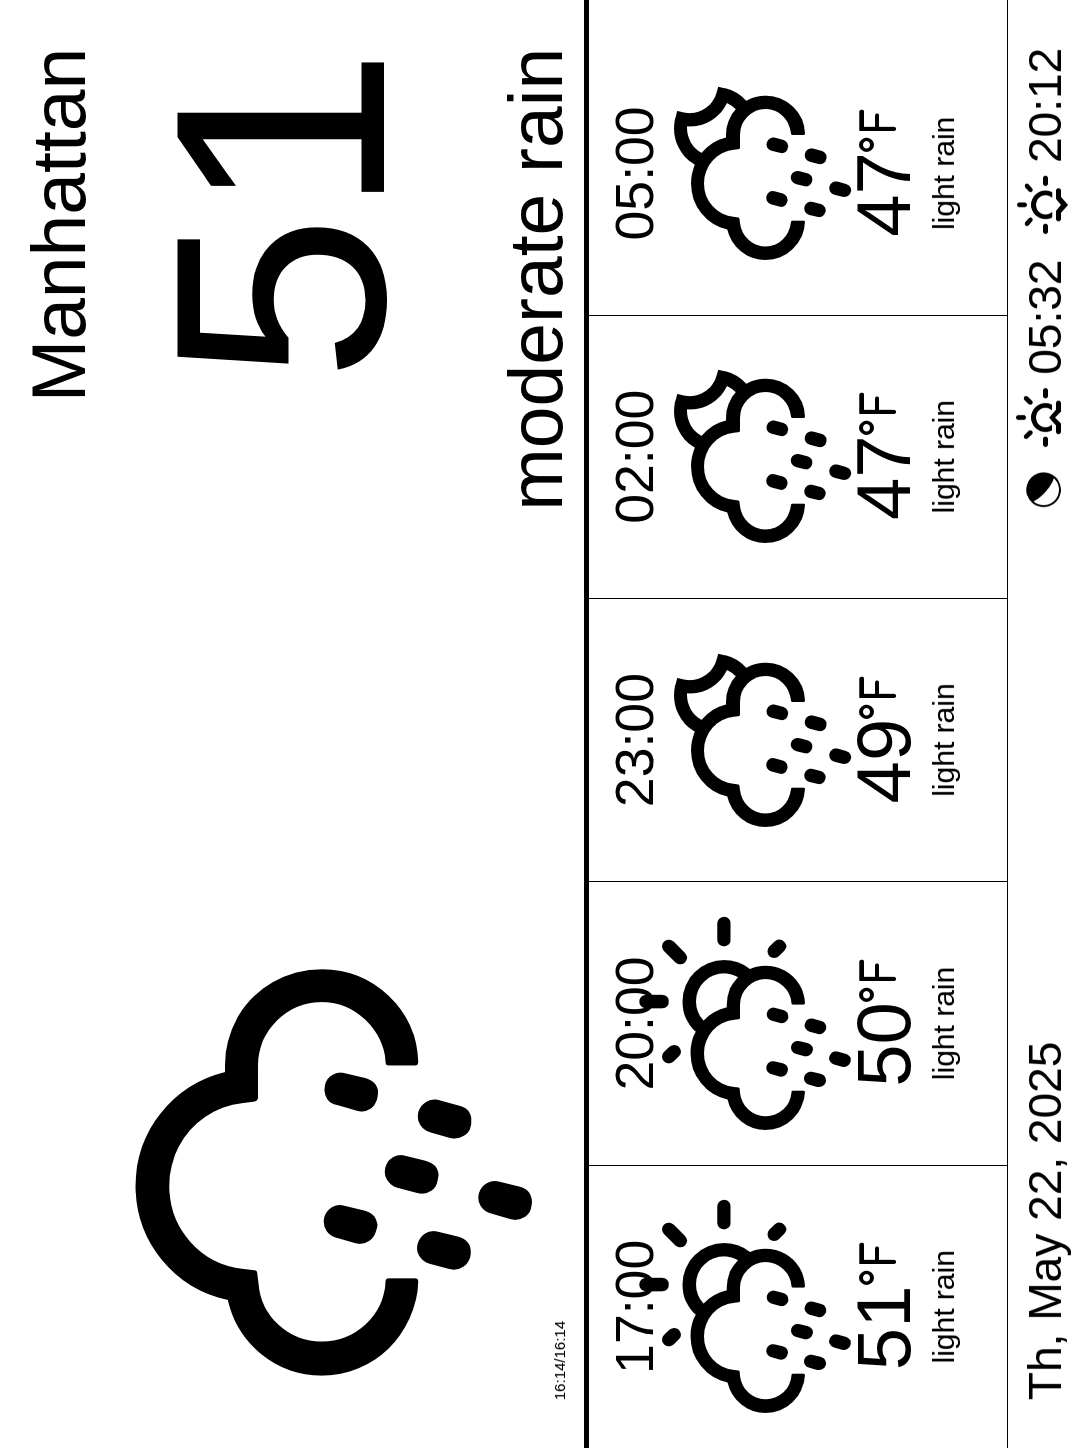 Manhattan
51
moderate rain
16:14/16:14
17:00
51°F
light rain
20:00
50°F
light rain
23:00
49°F
light rain
02:00
47°F
light rain
05:00
47°F
light rain
Th, May 22, 2025
05:32
20:12